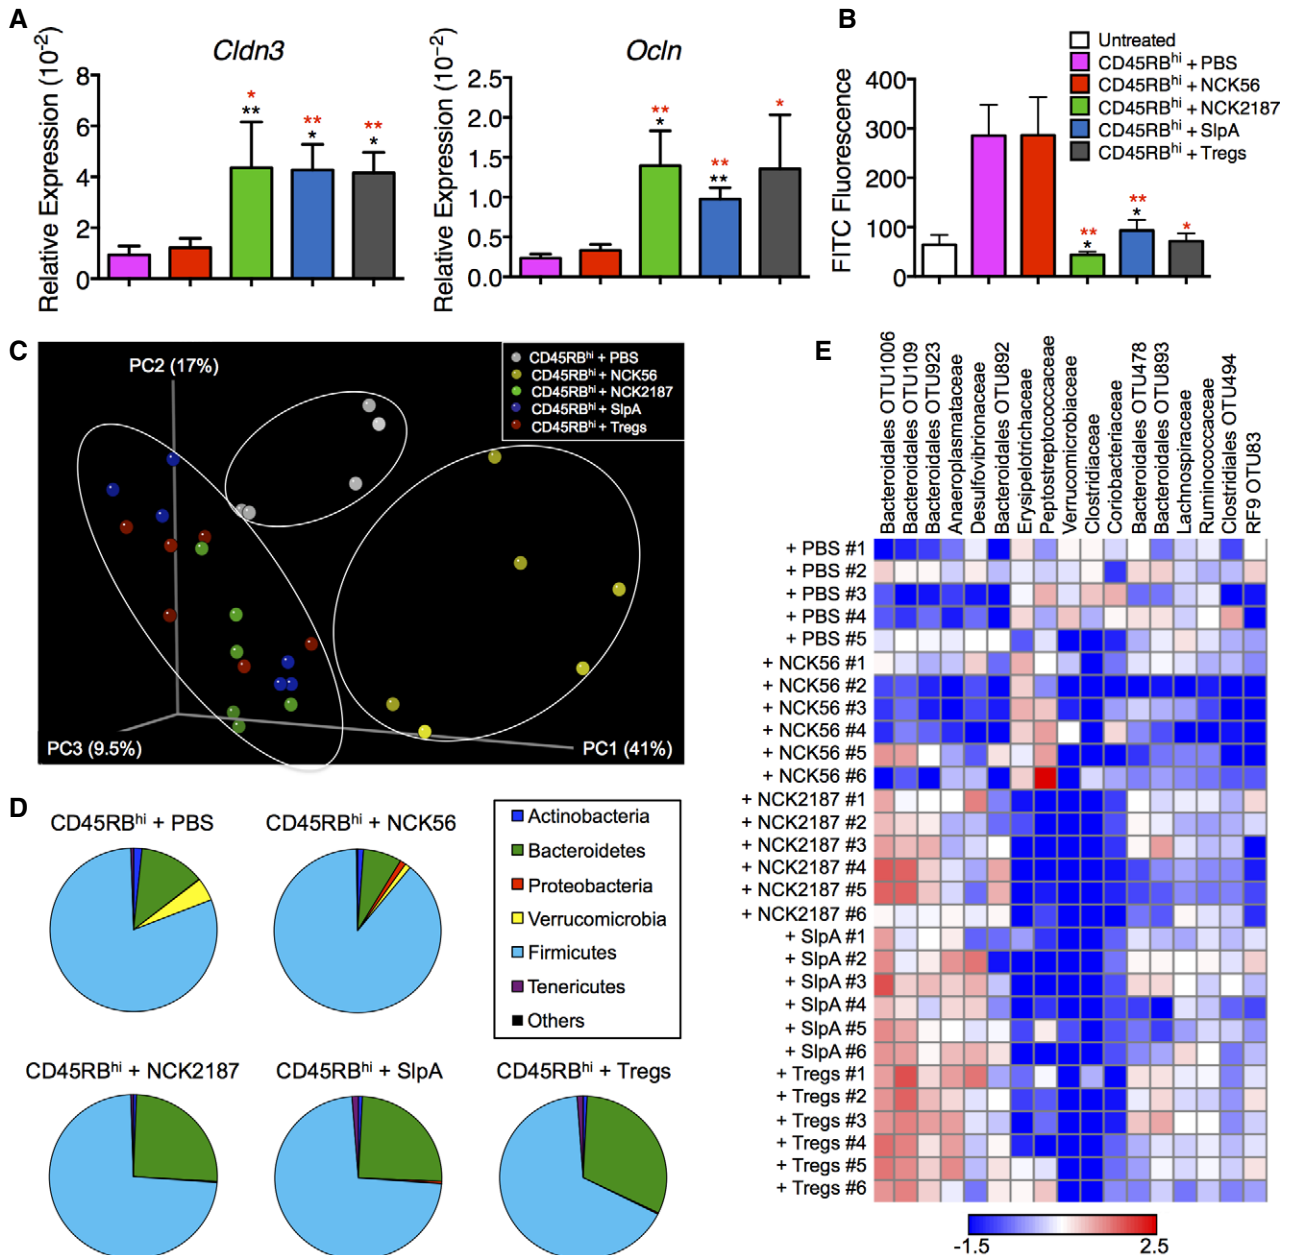 A
Cldn3
Relative Expression (10⁻²)
8
6
4
2
0
*
**
**
*
**
*
Ocln
Relative Expression (10⁻²)
2.5
2.0
1.5
1.0
0.5
0.0
**
*
**
**
*
B
FITC Fluorescence
400
300
200
100
0
**
*
**
*
*
Untreated
CD45RBʰⁱ + PBS
CD45RBʰⁱ + NCK56
CD45RBʰⁱ + NCK2187
CD45RBʰⁱ + SlpA
CD45RBʰⁱ + Tregs
C
PC2 (17%)
PC3 (9.5%)
PC1 (41%)
CD45RBʰⁱ + PBS
CD45RBʰⁱ + NCK56
CD45RBʰⁱ + NCK2187
CD45RBʰⁱ + SlpA
CD45RBʰⁱ + Tregs
D
CD45RBʰⁱ + PBS
CD45RBʰⁱ + NCK56
Actinobacteria
Bacteroidetes
Proteobacteria
Verrucomicrobia
Firmicutes
Tenericutes
Others
CD45RBʰⁱ + NCK2187
CD45RBʰⁱ + SlpA
CD45RBʰⁱ + Tregs
E
Bacteroidales OTU1006
Bacteroidales OTU109
Bacteroidales OTU923
Anaeroplasmataceae
Desulfovibrionaceae
Bacteroidales OTU892
Erysipelotrichaceae
Peptostreptococcaceae
Verrucomicrobiaceae
Clostridiaceae
Coriobacteriaceae
Bacteroidales OTU478
Bacteroidales OTU893
Lachnospiraceae
Ruminococcaceae
Clostridiales OTU494
RF9 OTU83
+ PBS #1
+ PBS #2
+ PBS #3
+ PBS #4
+ PBS #5
+ NCK56 #1
+ NCK56 #2
+ NCK56 #3
+ NCK56 #4
+ NCK56 #5
+ NCK56 #6
+ NCK2187 #1
+ NCK2187 #2
+ NCK2187 #3
+ NCK2187 #4
+ NCK2187 #5
+ NCK2187 #6
+ SlpA #1
+ SlpA #2
+ SlpA #3
+ SlpA #4
+ SlpA #5
+ SlpA #6
+ Tregs #1
+ Tregs #2
+ Tregs #3
+ Tregs #4
+ Tregs #5
+ Tregs #6
-1.5
2.5